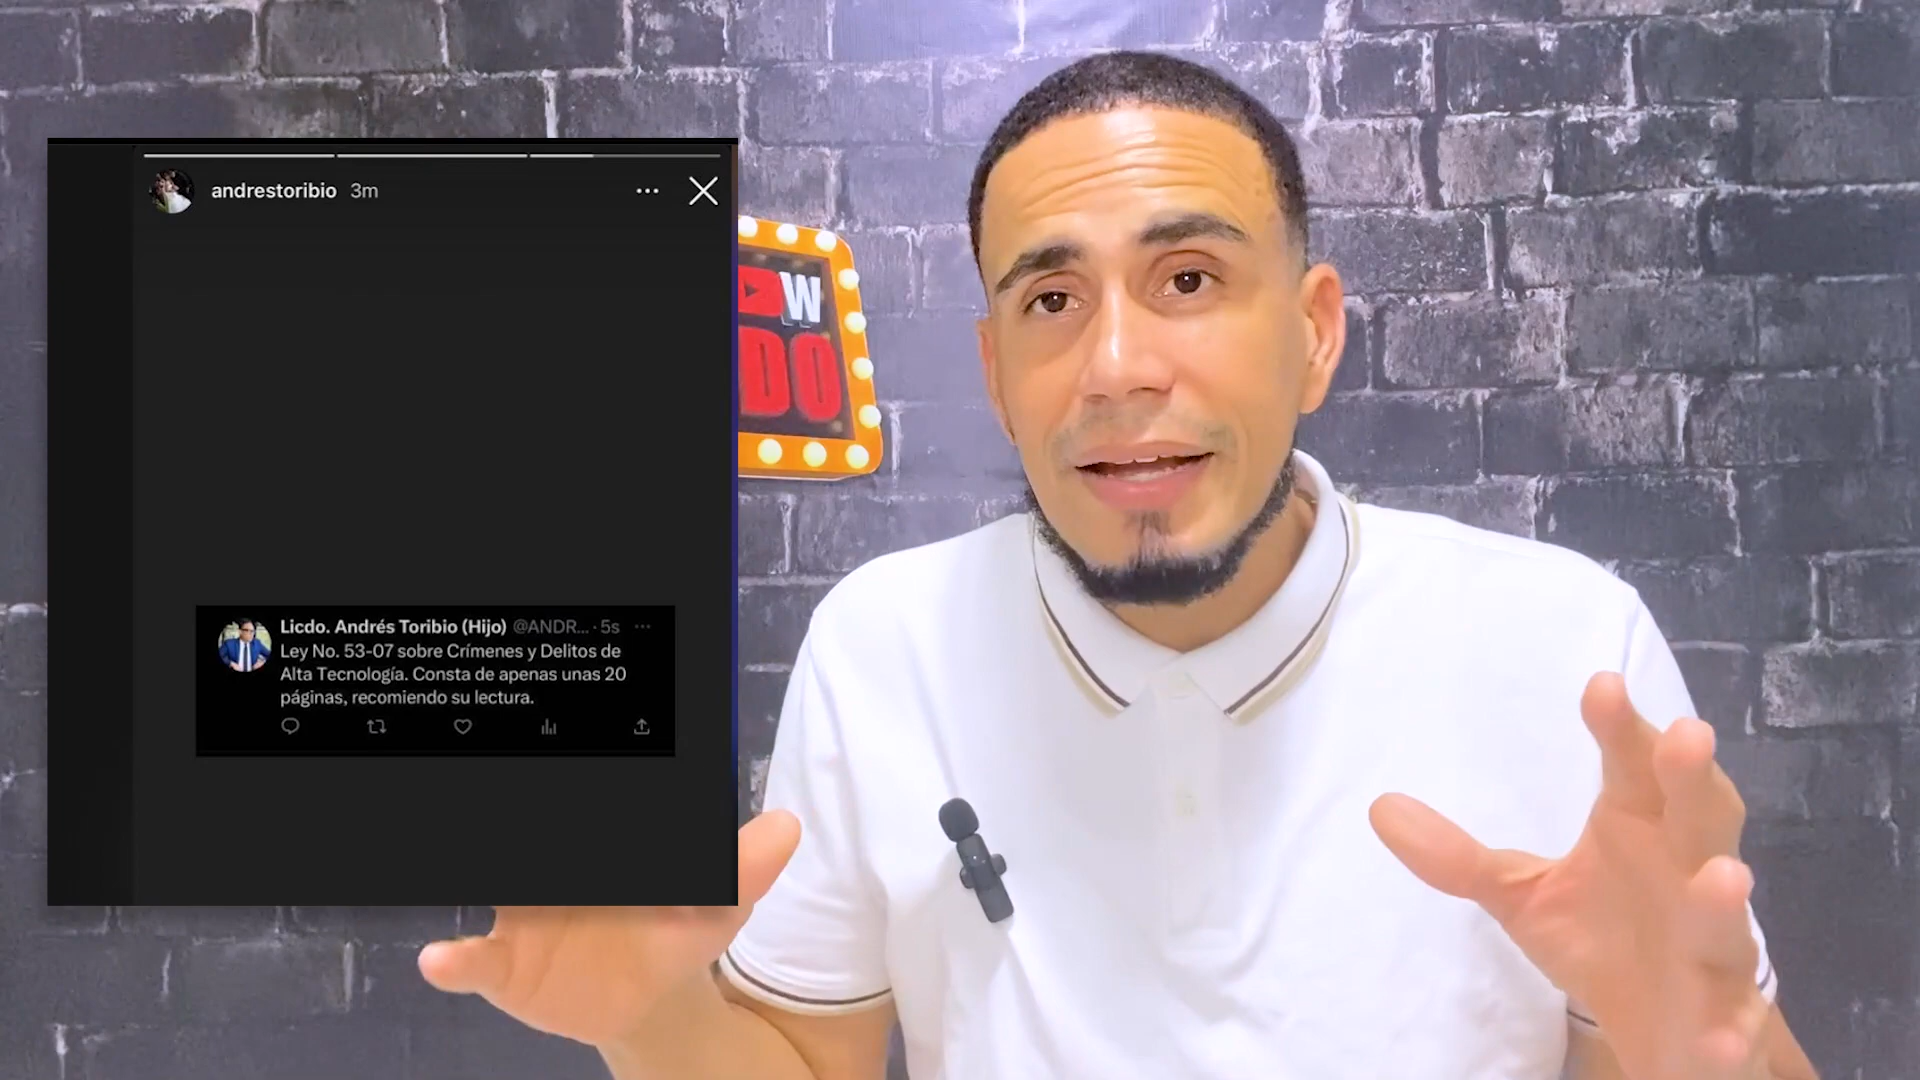 andrestoribio 3m
Licdo. Andrés Toribio (Hijo) @ANDR... · 5s
Ley No. 53-07 sobre Crímenes y Delitos de
Alta Tecnología. Consta de apenas unas 20
páginas, recomiendo su lectura.
W
DO